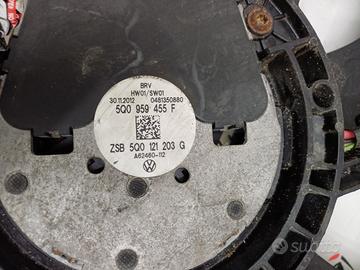 BRV
HW01/SW01
30.11.2012 0481350880
5Q0 959 455 F
ZSB 5Q0 121 203 G
A62460-112
subito